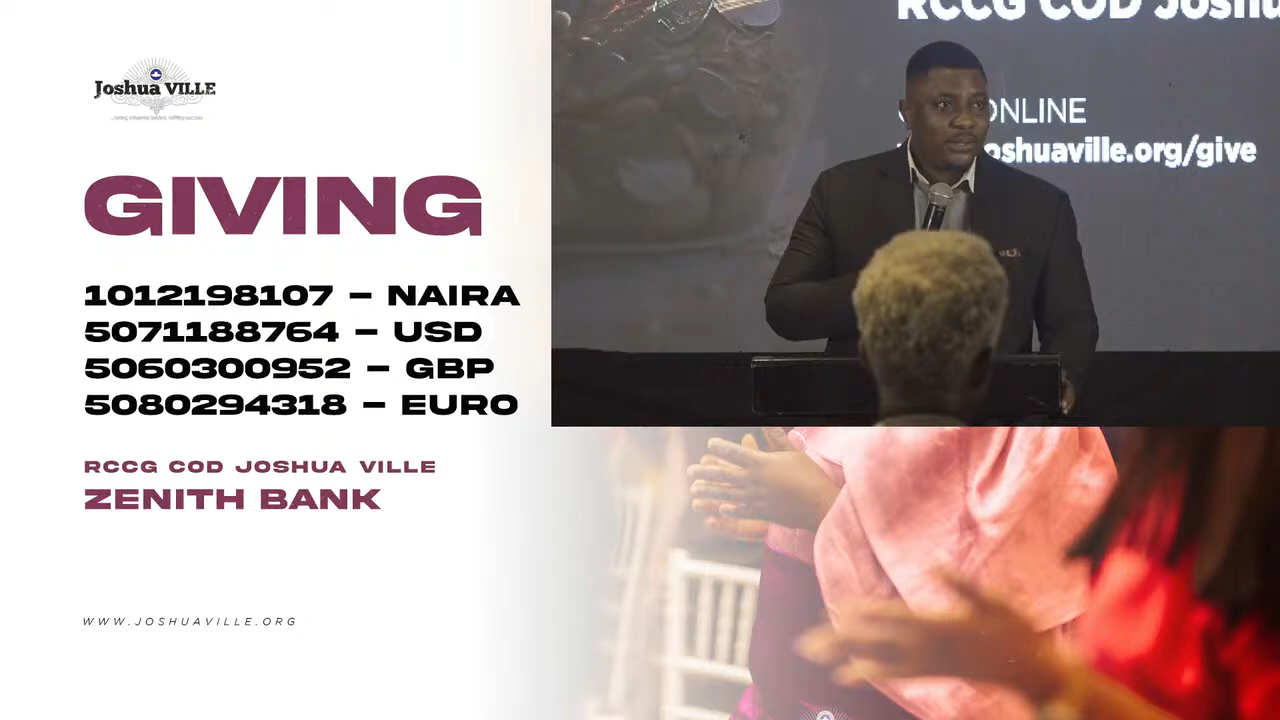 Joshua VILLE
GIVING
1012198107 – NAIRA
5071188764 – USD
5060300952 – GBP
5080294318 – EURO
RCCG COD JOSHUA VILLE
ZENITH BANK
WWW.JOSHUAVILLE.ORG
RCCG COD Joshu
ONLINE
oshuaville.org/give